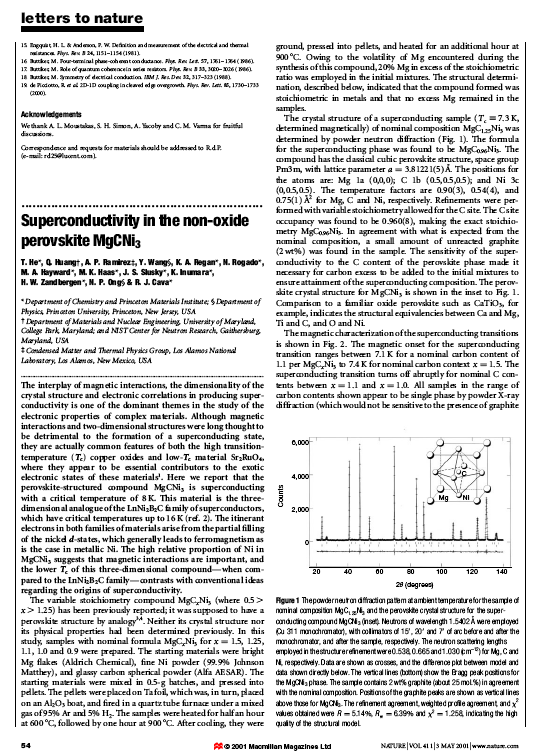 letters to nature
15 Engquist, H. L. & Anderson, P. W. Definition and measurement of the electrical and thermal
resistances. Phys. Rev. B 24, 1151–1154 (1981).
16 Buttiker, M. Four-terminal phase-coherent conductance. Phys. Rev. Lett. 57, 1761–1764 (1986).
17 Buttiker, M. Role of quantum coherence in series resistors. Phys. Rev. B 33, 3020–3026 (1986).
18 Buttiker, M. Symmetry of electrical conduction. IBM J. Res. Dev. 32, 317–323 (1988).
19 de Picciotto, R. et al. 2D-1D coupling in cleaved edge overgrowth. Phys. Rev. Lett. 85, 1730–1733
(2000).
Acknowledgements
We thank A. L. Moustakas, S. H. Simon, A. Yacoby and C. M. Varma for fruitful
discussions.
Correspondence and requests for materials should be addressed to R.d.P.
(e-mail: rd259@lucent.com).
Superconductivity in the non-oxide
perovskite MgCNi3
T. He*, Q. Huang†, A. P. Ramirez‡, Y. Wang§, K. A. Regan*, N. Rogado*,
M. A. Hayward*, M. K. Haas*, J. S. Slusky*, K. Inumara*,
H. W. Zandbergen*, N. P. Ong§ & R. J. Cava*
* Department of Chemistry and Princeton Materials Institute; § Department of
Physics, Princeton University, Princeton, New Jersey, USA
† Department of Materials and Nuclear Engineering, University of Maryland,
College Park, Maryland; and NIST Center for Neutron Research, Gaithersburg,
Maryland, USA
‡ Condensed Matter and Thermal Physics Group, Los Alamos National
Laboratory, Los Alamos, New Mexico, USA
The interplay of magnetic interactions, the dimensionality of the
crystal structure and electronic correlations in producing super-
conductivity is one of the dominant themes in the study of the
electronic properties of complex materials. Although magnetic
interactions and two-dimensional structures were long thought to
be detrimental to the formation of a superconducting state,
they are actually common features of both the high transition-
temperature (Tc) copper oxides and low-Tc material Sr2RuO4,
where they appear to be essential contributors to the exotic
electronic states of these materials1. Here we report that the
perovskite-structured compound MgCNi3 is superconducting
with a critical temperature of 8 K. This material is the three-
dimensional analogue of the LnNi2B2C family of superconductors,
which have critical temperatures up to 16 K (ref. 2). The itinerant
electrons in both families of materials arise from the partial filling
of the nickel d-states, which generally leads to ferromagnetism as
is the case in metallic Ni. The high relative proportion of Ni in
MgCNi3 suggests that magnetic interactions are important, and
the lower Tc of this three-dimensional compound—when com-
pared to the LnNi2B2C family—contrasts with conventional ideas
regarding the origins of superconductivity.
The variable stoichiometry compound MgCxNi3 (where 0.5 >
x > 1.25) has been previously reported; it was supposed to have a
perovskite structure by analogy3,4. Neither its crystal structure nor
its physical properties had been determined previously. In this
study, samples with nominal formula MgCxNi3 for x = 1.5, 1.25,
1.1, 1.0 and 0.9 were prepared. The starting materials were bright
Mg flakes (Aldrich Chemical), fine Ni powder (99.9% Johnson
Matthey), and glassy carbon spherical powder (Alfa AESAR). The
starting materials were mixed in 0.5-g batches, and pressed into
pellets. The pellets were placed on Ta foil, which was, in turn, placed
on an Al2O3 boat, and fired in a quartz tube furnace under a mixed
gas of 95% Ar and 5% H2. The samples were heated for half an hour
at 600 °C, followed by one hour at 900 °C. After cooling, they were
ground, pressed into pellets, and heated for an additional hour at
900 °C. Owing to the volatility of Mg encountered during the
synthesis of this compound, 20% Mg in excess of the stoichiometric
ratio was employed in the initial mixtures. The structural determi-
nation, described below, indicated that the compound formed was
stoichiometric in metals and that no excess Mg remained in the
samples.
The crystal structure of a superconducting sample (Tc = 7.3 K,
determined magnetically) of nominal composition MgC1.25Ni3 was
determined by powder neutron diffraction (Fig. 1). The formula
for the superconducting phase was found to be MgC0.96Ni3. The
compound has the classical cubic perovskite structure, space group
Pm3m, with lattice parameter a = 3.81221(5) Å. The positions for
the atoms are: Mg 1a (0,0,0); C 1b (0.5,0.5,0.5); and Ni 3c
(0,0.5,0.5). The temperature factors are 0.90(3), 0.54(4), and
0.75(1) Å2 for Mg, C and Ni, respectively. Refinements were per-
formed with variable stoichiometry allowed for the C site. The C site
occupancy was found to be 0.960(8), making the exact stoichio-
metry MgC0.96Ni3. In agreement with what is expected from the
nominal composition, a small amount of unreacted graphite
(2 wt%) was found in the sample. The sensitivity of the super-
conductivity to the C content of the perovskite phase made it
necessary for carbon excess to be added to the initial mixtures to
ensure attainment of the superconducting composition. The perov-
skite crystal structure for MgCNi3 is shown in the inset to Fig. 1.
Comparison to a familiar oxide perovskite such as CaTiO3, for
example, indicates the structural equivalencies between Ca and Mg,
Ti and C, and O and Ni.
The magnetic characterization of the superconducting transitions
is shown in Fig. 2. The magnetic onset for the superconducting
transition ranges between 7.1 K for a nominal carbon content of
1.1 per MgCxNi3 to 7.4 K for nominal carbon context x = 1.5. The
superconducting transition turns off abruptly for nominal C con-
tents between x = 1.1 and x = 1.0. All samples in the range of
carbon contents shown appear to be single phase by powder X-ray
diffraction (which would not be sensitive to the presence of graphite
6,000
4,000
2,000
0
Counts
C
Mg
Ni
20
40
60
80
100
120
140
2θ (degrees)
Figure 1 The powder neutron diffraction pattern at ambient temperature for the sample of
nominal composition MgC1.25Ni3 and the perovskite crystal structure for the super-
conducting compound MgCNi3 (inset). Neutrons of wavelength 1.5402 Å were employed
(Cu 311 monochromator), with collimators of 15′, 20′ and 7′ of arc before and after the
monochromator, and after the sample, respectively. The neutron scattering lengths
employed in the structure refinement were 0.538, 0.665 and 1.030 (cm-12) for Mg, C and
Ni, respectively. Data are shown as crosses, and the difference plot between model and
data shown directly below. The vertical lines (bottom) show the Bragg peak positions for
the MgCNi3 phase. The sample contains 2 wt% graphite (about 25 mol.%) in agreement
with the nominal composition. Positions of the graphite peaks are shown as vertical lines
above those for MgCNi3. The refinement agreement, weighted profile agreement, and χ2
values obtained were R = 5.14%, Rw = 6.39% and χ2 = 1.258, indicating the high
quality of the structural model.
54
© 2001 Macmillan Magazines Ltd
NATURE | VOL 411 | 3 MAY 2001 | www.nature.com